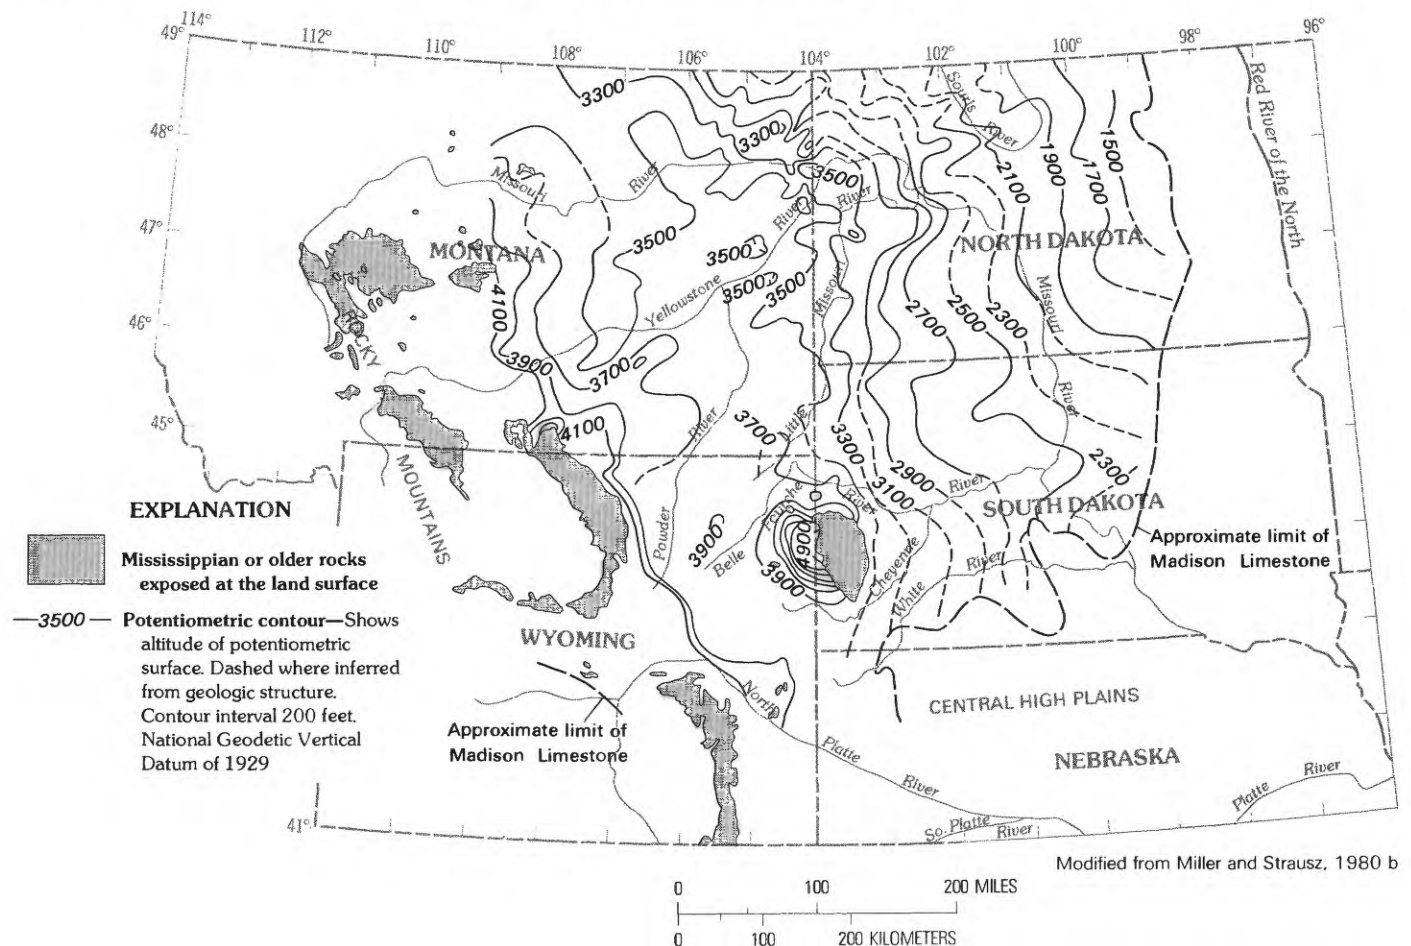 114°
49°
112°
110°
108°
106°
104°
102°
100°
98°
96°
48°
47°
46°
45°
41°
3300
3300
3500
3500
3500
3500
3500
4100
3900
3700
4100
3700
3900
4900
3900
3300
3100
2900
2700
2500
2300
2300
2100
1900
1700
1500
Souris
River
Red River of the North
Missouri
River
River
River
MONTANA
NORTH DAKOTA
Yellowstone
Missouri
Missouri
River
ROCKY
MOUNTAINS
River
Powder
Little
Belle
Fourche
River
River
Cheyenne
White
River
SOUTH DAKOTA
Approximate limit of
Madison Limestone
WYOMING
Approximate limit of
Madison Limestone
North
Platte
River
So. Platte
River
Platte
River
CENTRAL HIGH PLAINS
NEBRASKA
EXPLANATION
Mississippian or older rocks
exposed at the land surface
—3500— Potentiometric contour—Shows
altitude of potentiometric
surface. Dashed where inferred
from geologic structure.
Contour interval 200 feet.
National Geodetic Vertical
Datum of 1929
Modified from Miller and Strausz, 1980 b
0 100 200 MILES
0 100 200 KILOMETERS